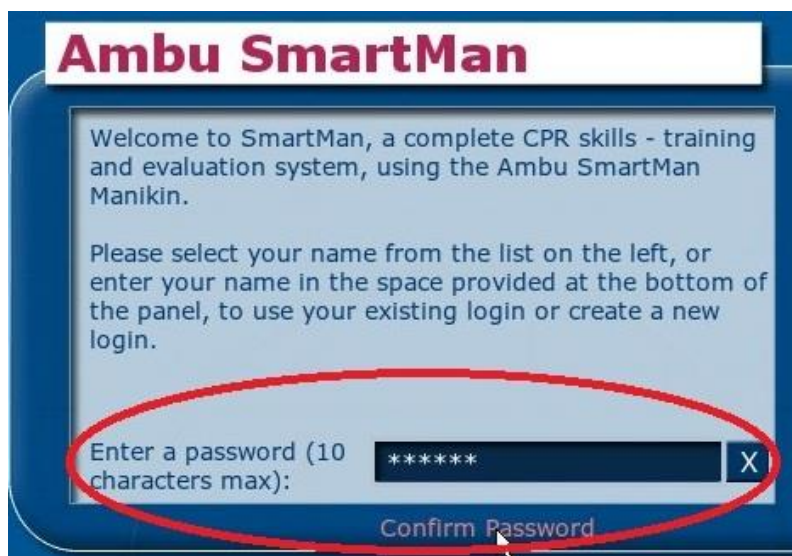 Ambu SmartMan
Welcome to SmartMan, a complete CPR skills - training
and evaluation system, using the Ambu SmartMan
Manikin.
Please select your name from the list on the left, or
enter your name in the space provided at the bottom of
the panel, to use your existing login or create a new
login.
Enter a password (10
characters max):
****** X
Confirm Password